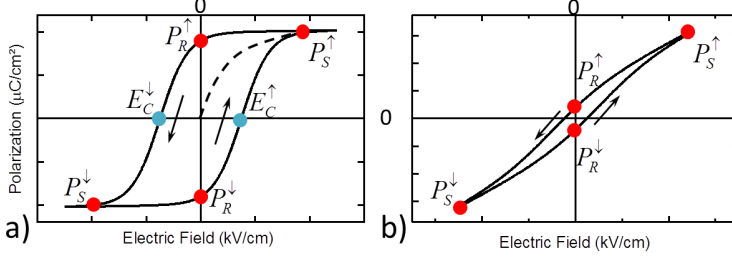 0
P_R^↑
P_S^↑
E_C^↓
E_C^↑
P_S^↓
P_R^↓
Polarization (μC/cm²)
Electric Field (kV/cm)
a)
0
0
P_R^↑
P_S^↑
P_R^↓
P_S^↓
Electric Field (kV/cm)
b)